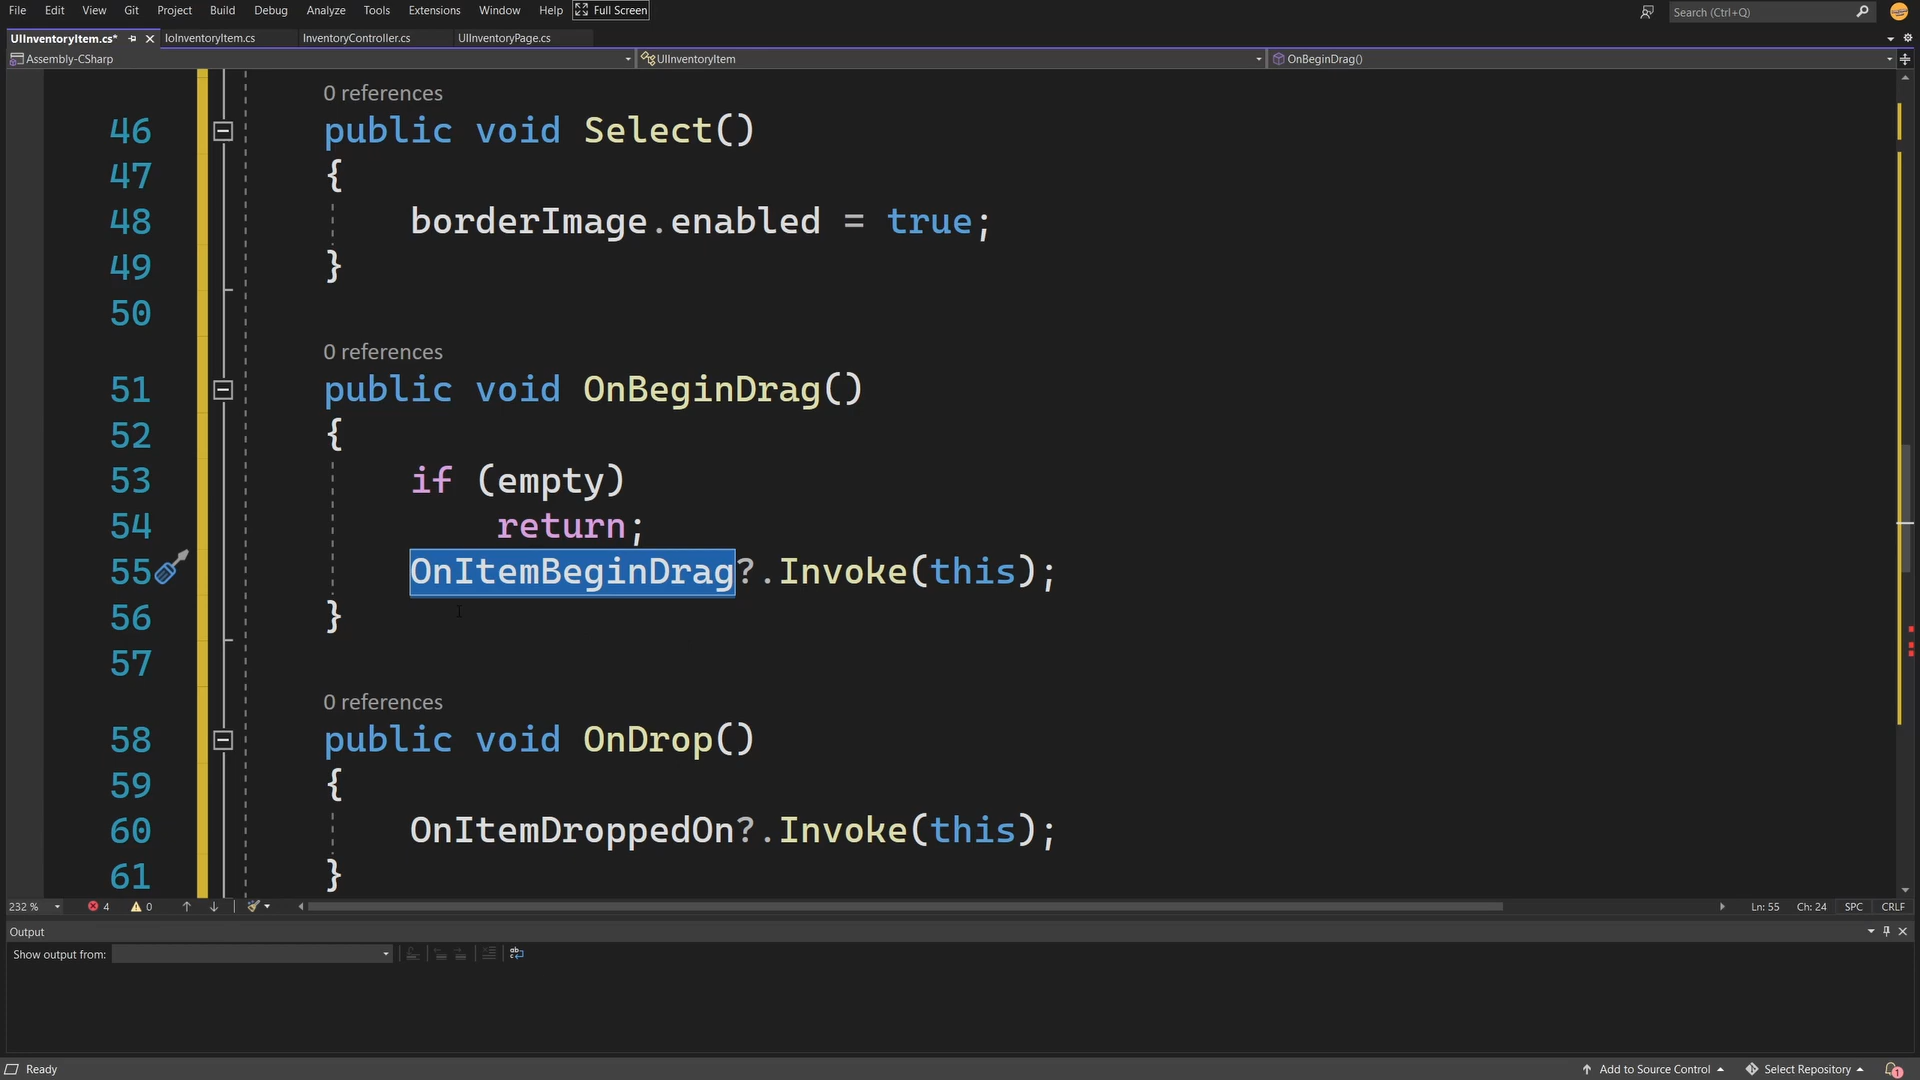 File Edit View Git Project Build Debug Analyze Tools Extensions Window Help Full Screen Search (Ctrl+Q)
UIInventoryItem.cs* IoInventoryItem.cs InventoryController.cs UIInventoryPage.cs
Assembly-CSharp UIInventoryItem OnBeginDrag()
0 references
46 public void Select()
47 {
48 borderImage.enabled = true;
49 }
50
0 references
51 public void OnBeginDrag()
52 {
53 if (empty)
54 return;
55 OnItemBeginDrag?.Invoke(this);
56 }
57
0 references
58 public void OnDrop()
59 {
60 OnItemDroppedOn?.Invoke(this);
61 }
232 % 4 0 Ln: 55 Ch: 24 SPC CRLF
Output
Show output from:
Ready Add to Source Control Select Repository 1